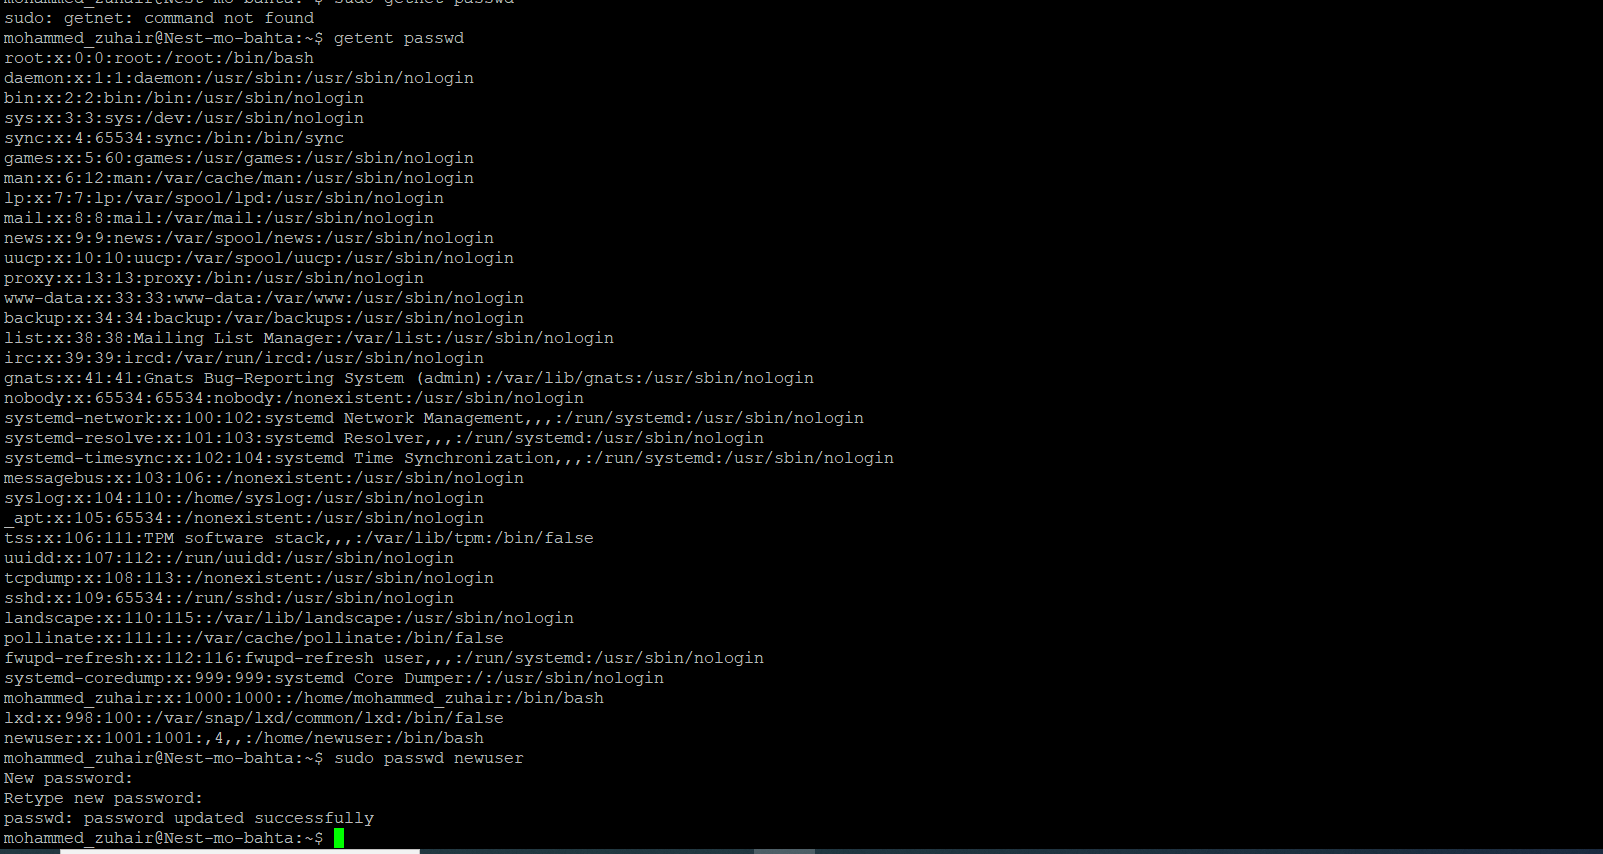 mohammed_zuhair@Nest-mo-bahta:~$ sudo getnet passwd
sudo: getnet: command not found
mohammed_zuhair@Nest-mo-bahta:~$ getent passwd
root:x:0:0:root:/root:/bin/bash
daemon:x:1:1:daemon:/usr/sbin:/usr/sbin/nologin
bin:x:2:2:bin:/bin:/usr/sbin/nologin
sys:x:3:3:sys:/dev:/usr/sbin/nologin
sync:x:4:65534:sync:/bin:/bin/sync
games:x:5:60:games:/usr/games:/usr/sbin/nologin
man:x:6:12:man:/var/cache/man:/usr/sbin/nologin
lp:x:7:7:lp:/var/spool/lpd:/usr/sbin/nologin
mail:x:8:8:mail:/var/mail:/usr/sbin/nologin
news:x:9:9:news:/var/spool/news:/usr/sbin/nologin
uucp:x:10:10:uucp:/var/spool/uucp:/usr/sbin/nologin
proxy:x:13:13:proxy:/bin:/usr/sbin/nologin
www-data:x:33:33:www-data:/var/www:/usr/sbin/nologin
backup:x:34:34:backup:/var/backups:/usr/sbin/nologin
list:x:38:38:Mailing List Manager:/var/list:/usr/sbin/nologin
irc:x:39:39:ircd:/var/run/ircd:/usr/sbin/nologin
gnats:x:41:41:Gnats Bug-Reporting System (admin):/var/lib/gnats:/usr/sbin/nologin
nobody:x:65534:65534:nobody:/nonexistent:/usr/sbin/nologin
systemd-network:x:100:102:systemd Network Management,,,:/run/systemd:/usr/sbin/nologin
systemd-resolve:x:101:103:systemd Resolver,,,:/run/systemd:/usr/sbin/nologin
systemd-timesync:x:102:104:systemd Time Synchronization,,,:/run/systemd:/usr/sbin/nologin
messagebus:x:103:106::/nonexistent:/usr/sbin/nologin
syslog:x:104:110::/home/syslog:/usr/sbin/nologin
_apt:x:105:65534::/nonexistent:/usr/sbin/nologin
tss:x:106:111:TPM software stack,,,:/var/lib/tpm:/bin/false
uuidd:x:107:112::/run/uuidd:/usr/sbin/nologin
tcpdump:x:108:113::/nonexistent:/usr/sbin/nologin
sshd:x:109:65534::/run/sshd:/usr/sbin/nologin
landscape:x:110:115::/var/lib/landscape:/usr/sbin/nologin
pollinate:x:111:1::/var/cache/pollinate:/bin/false
fwupd-refresh:x:112:116:fwupd-refresh user,,,:/run/systemd:/usr/sbin/nologin
systemd-coredump:x:999:999:systemd Core Dumper:/:/usr/sbin/nologin
mohammed_zuhair:x:1000:1000::/home/mohammed_zuhair:/bin/bash
lxd:x:998:100::/var/snap/lxd/common/lxd:/bin/false
newuser:x:1001:1001:,4,,:/home/newuser:/bin/bash
mohammed_zuhair@Nest-mo-bahta:~$ sudo passwd newuser
New password:
Retype new password:
passwd: password updated successfully
mohammed_zuhair@Nest-mo-bahta:~$